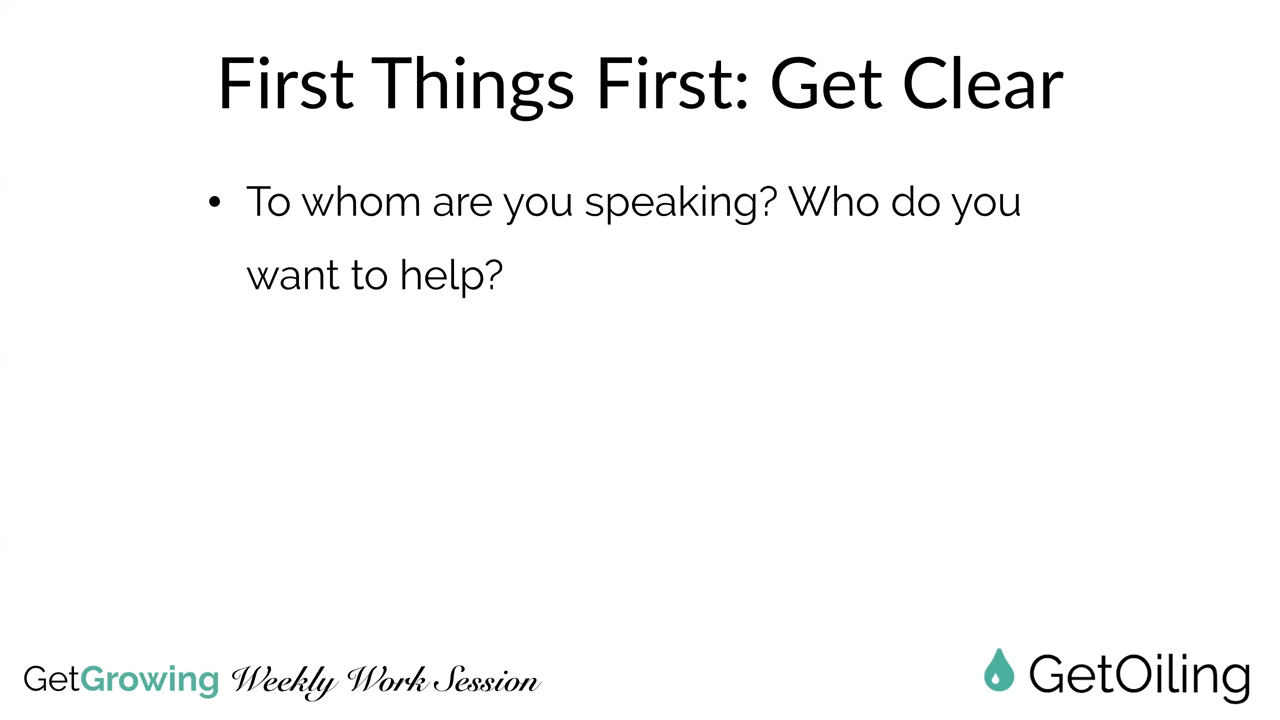 First Things First: Get Clear
• To whom are you speaking? Who do you
want to help?
GetGrowing Weekly Work Session
GetOiling